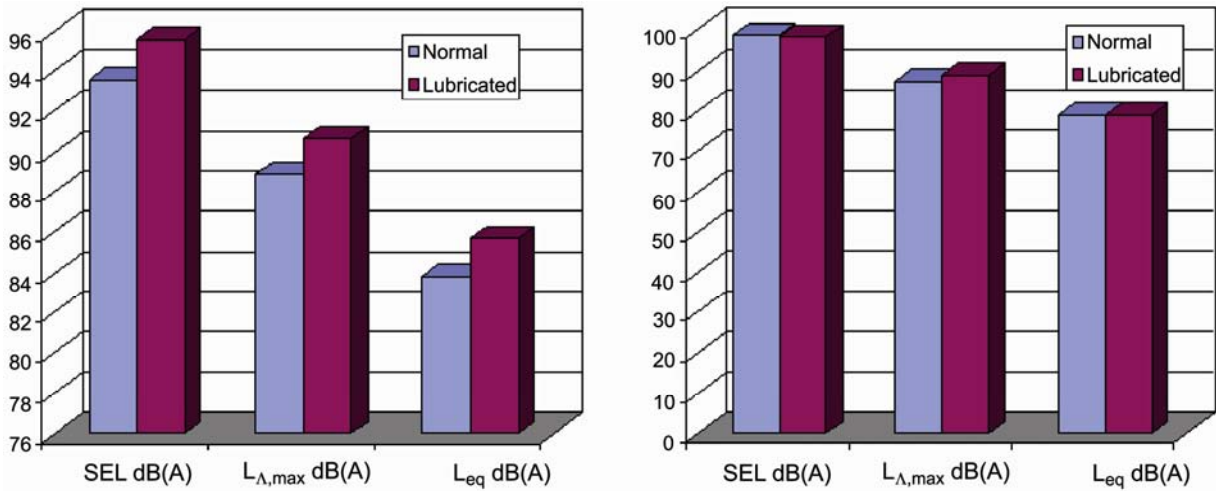 96
94
92
90
88
86
84
82
80
78
76
Normal
Lubricated
SEL dB(A)
LΛ,max dB(A)
Leq dB(A)
100
90
80
70
60
50
40
30
20
10
0
Normal
Lubricated
SEL dB(A)
LΛ,max dB(A)
Leq dB(A)